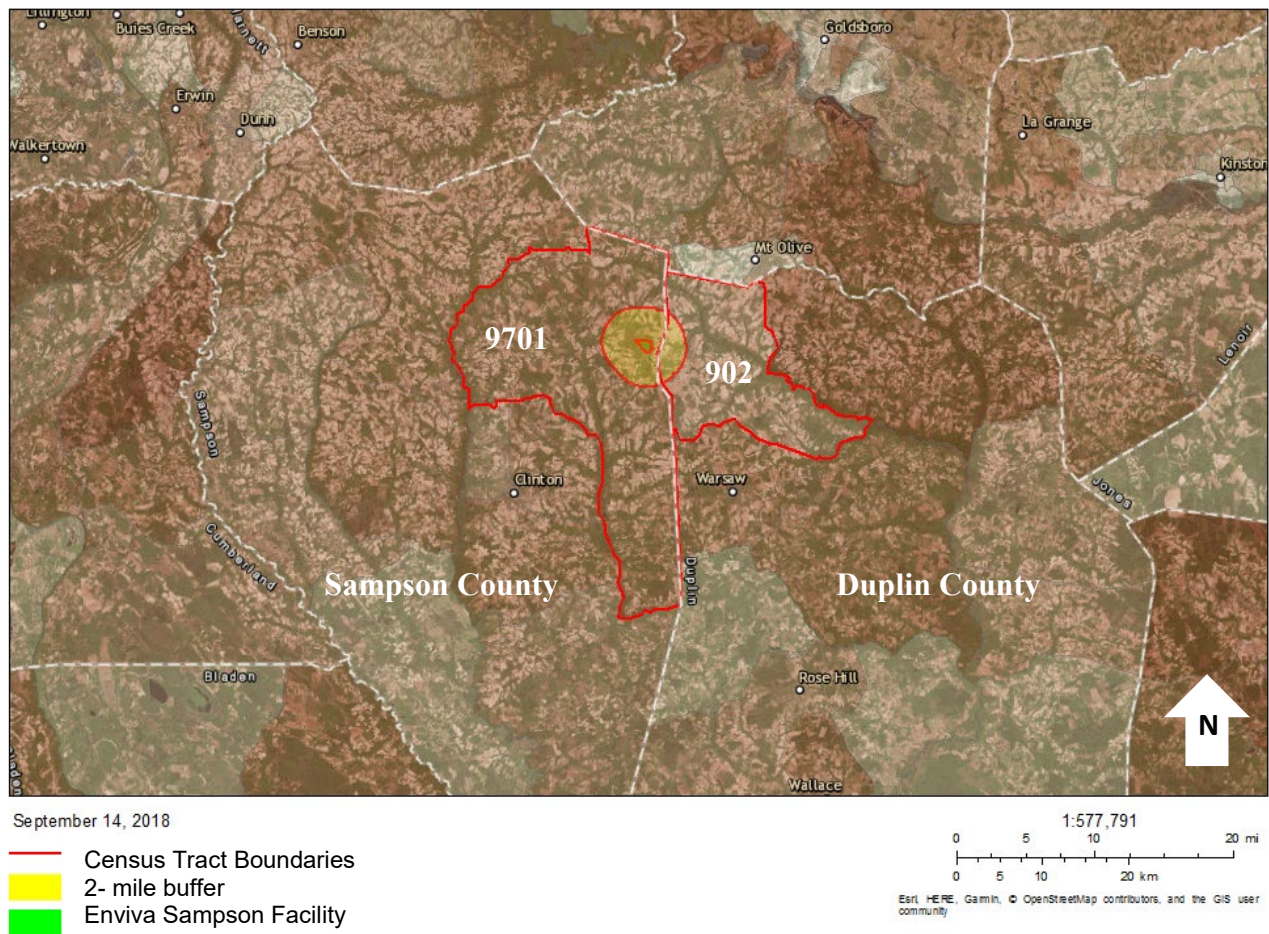 Lillington
Buies Creek
Harnett
Benson
Goldsboro
Erwin
Dunn
La Grange
Walkertown
Kinston
Mt Olive
9701
902
Lenoir
Sampson
Clinton
Warsaw
Jones
Cumberland
Sampson County
Duplin
Duplin County
Bladen
Rose Hill
N
Bladen
Wallace
September 14, 2018
1:577,791
0 5 10 20 mi
0 5 10 20 km
Census Tract Boundaries
2- mile buffer
Enviva Sampson Facility
Esri, HERE, Garmin, © OpenStreetMap contributors, and the GIS user
community